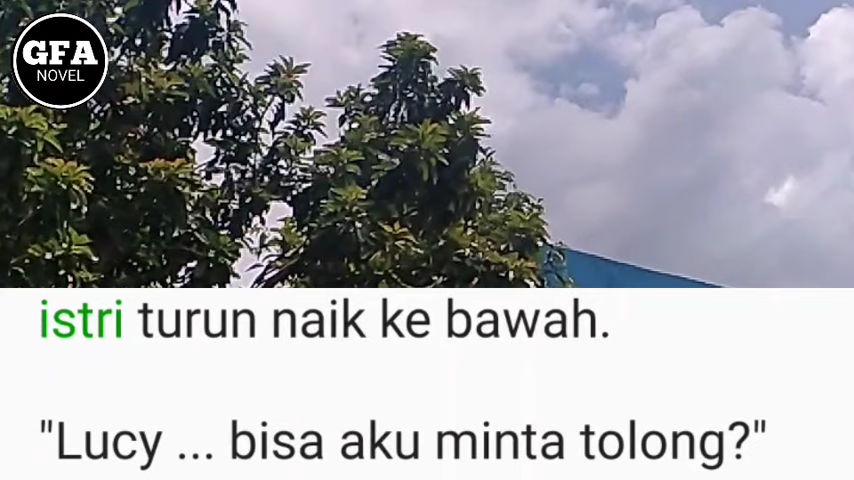 GFA
NOVEL
istri turun naik ke bawah.
"Lucy ... bisa aku minta tolong?"